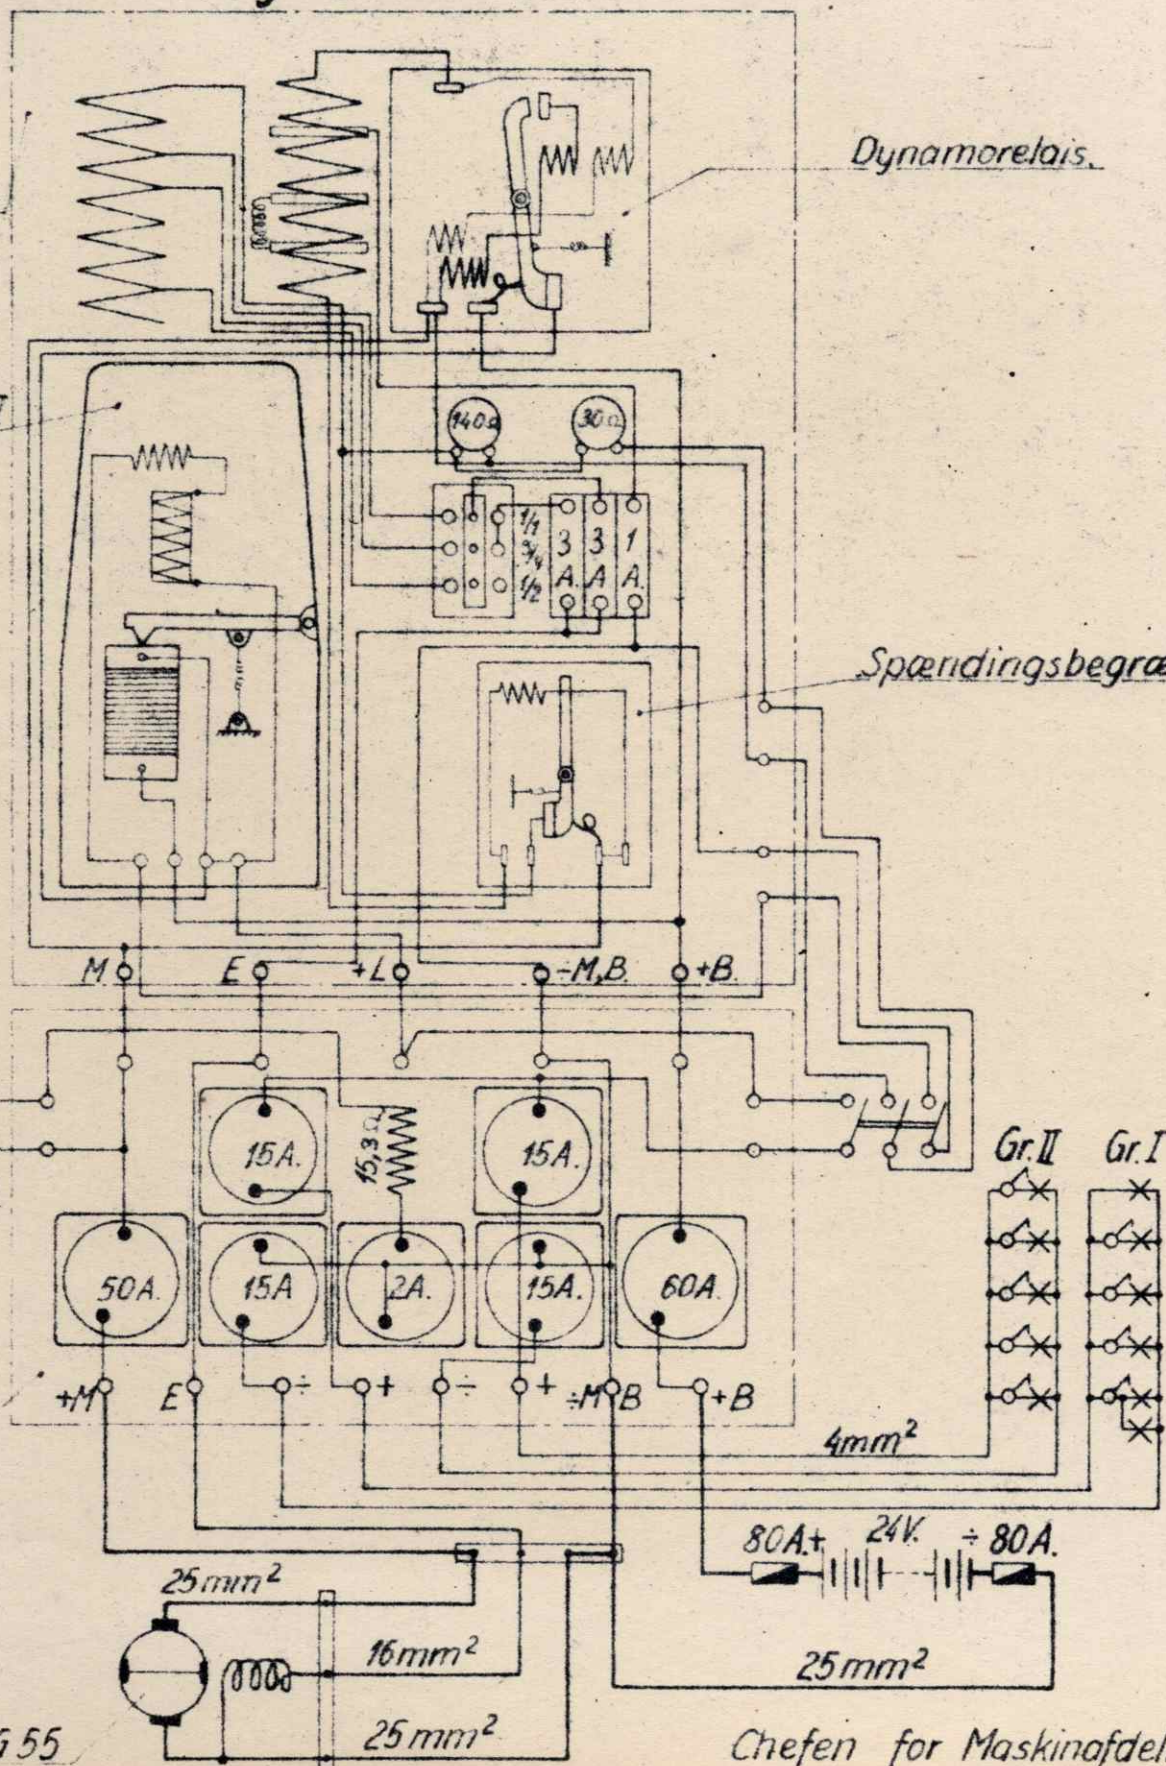 Dynamorelais.
140Ω 30Ω
1/1
3/4
1/2
3 A.
3 A
1 A.
Spændingsbegræ
M E +L ÷M,B. +B.
15A. 15,3Ω 15A.
50A. 15A 2A. 15A. 60A.
+M E ÷ + ÷ + ÷M B +B
Gr.II Gr.I
4mm²
80A.+ 24V. ÷80A.
25mm²
16mm²
25mm²
25mm²
G55
Chefen for Maskinafdel